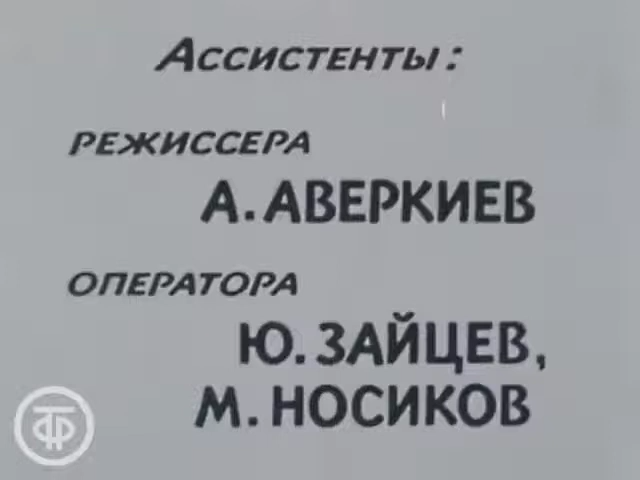 Ассистенты:
РЕЖИССЕРА
А. АВЕРКИЕВ
ОПЕРАТОРА
Ю. ЗАЙЦЕВ,
М. НОСИКОВ